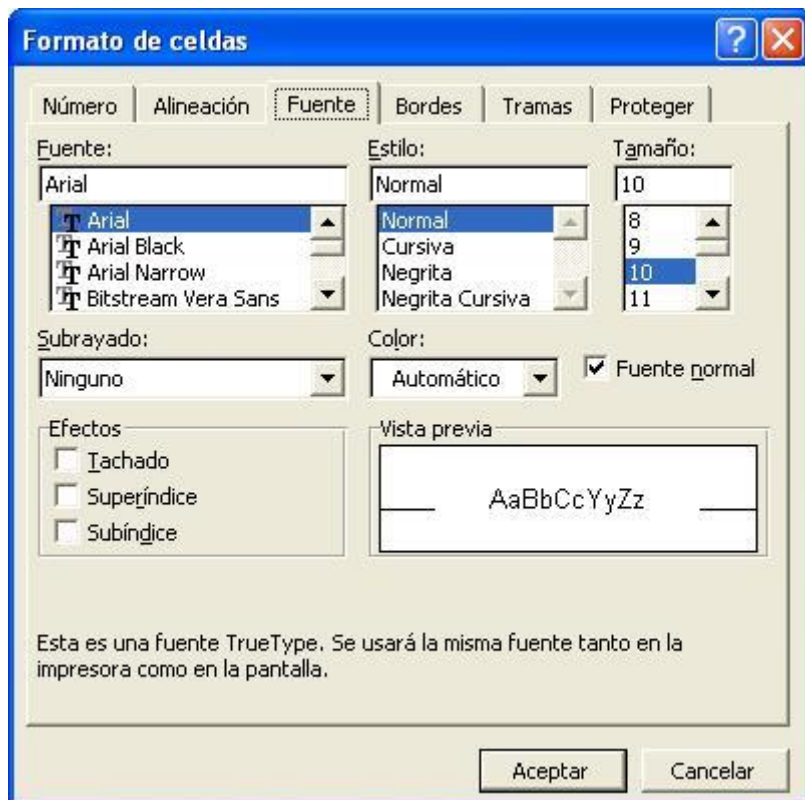 Formato de celdas
Número Alineación Fuente Bordes Tramas Proteger
Fuente: Estilo: Tamaño:
Arial Normal 10
Arial Normal 8
Arial Black Cursiva 9
Arial Narrow Negrita 10
Bitstream Vera Sans Negrita Cursiva 11
Subrayado: Color:
Ninguno Automático Fuente normal
Efectos Vista previa
Tachado
Superíndice AaBbCcYyZz
Subíndice
Esta es una fuente TrueType. Se usará la misma fuente tanto en la
impresora como en la pantalla.
Aceptar Cancelar